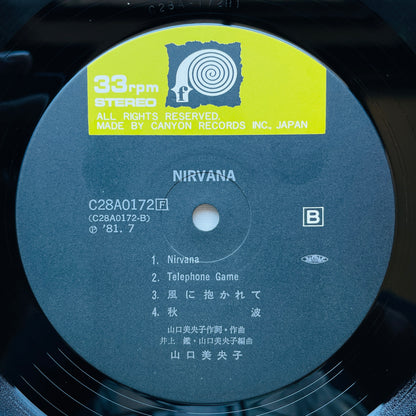 33rpm
STEREO
f
ALL RIGHTS RESERVED.
MADE BY CANYON RECORDS INC., JAPAN
NIRVANA
C28A0172 F
(C28A0172-B)
℗ '81. 7
B
1. Nirvana
2. Telephone Game
3. 風に抱かれて
4. 秋波
山口美央子作詞・作曲
井上 鑑・山口美央子編曲
山口美央子